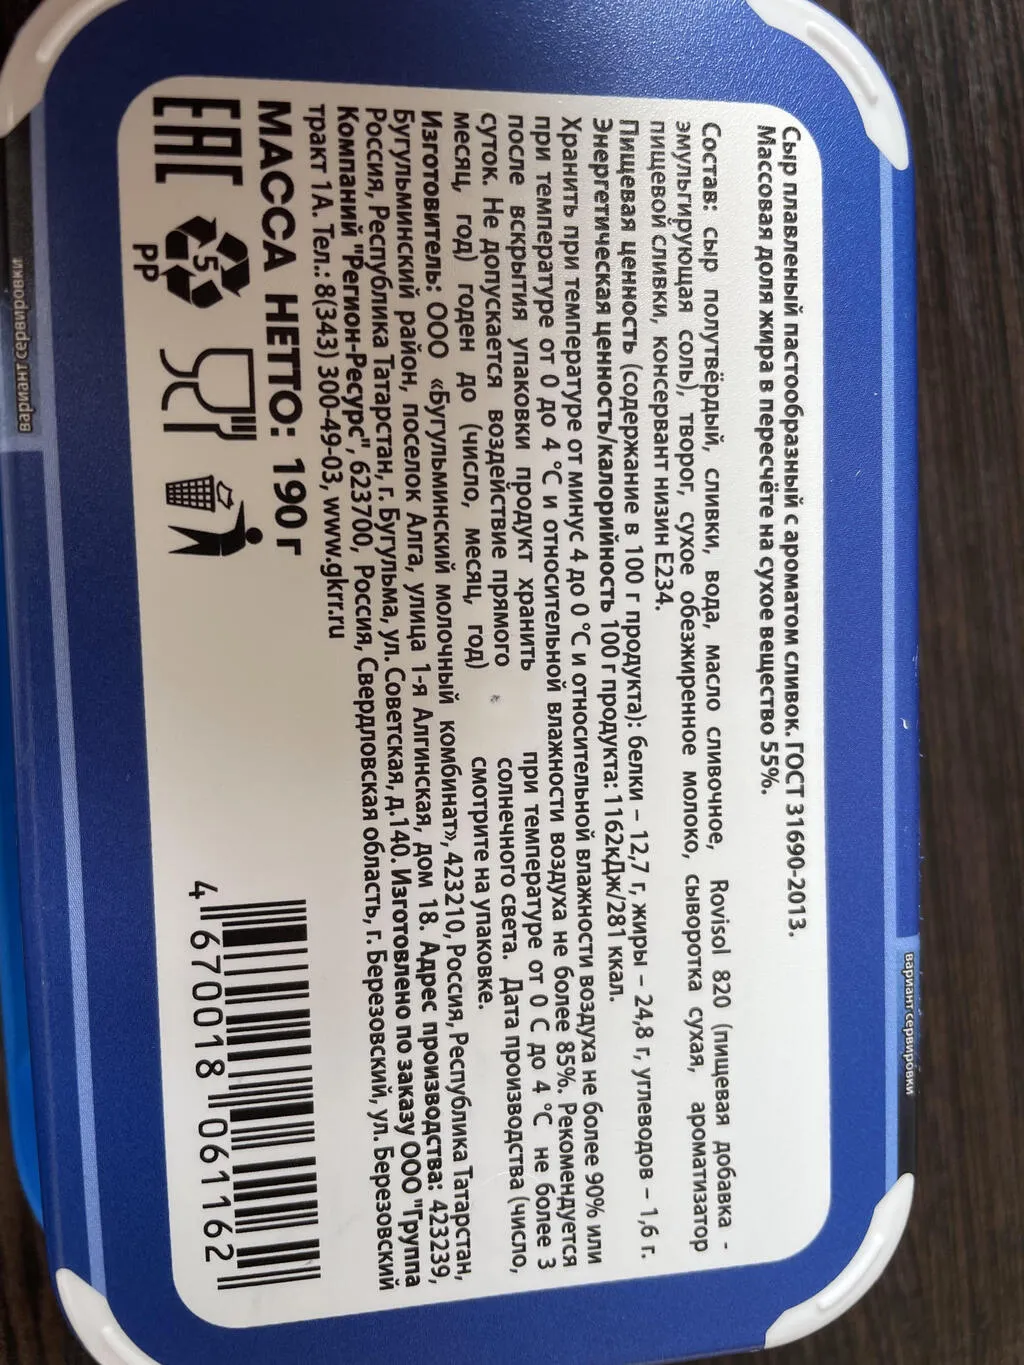 Сыр плавленый пастообразный с ароматом сливок. ГОСТ 31690-2013.
Массовая доля жира в пересчёте на сухое вещество 55%.
Состав: сыр полутвёрдый, сливки, вода, масло сливочное, Rovisol 820 (пищевая добавка -
эмульгирующая соль), творог, сухое обезжиренное молоко, сыворотка сухая, ароматизатор
пищевой сливки, консервант низин Е234.
Пищевая ценность (содержание в 100 г продукта): белки – 12,7 г, жиры – 24,8 г, углеводов – 1,6 г.
Энергетическая ценность/калорийность 100 г продукта: 1162кДж/281 ккал.
Хранить при температуре от минус 4 до 0 °С и относительной влажности воздуха не более 90% или
при температуре от 0 до 4 °С и относительной влажности воздуха не более 85%. Рекомендуется
после вскрытия упаковки продукт хранить при температуре от 0 С до 4 °С не более 3
суток. Не допускается воздействие прямого солнечного света. Дата производства (число,
месяц, год) годен до (число, месяц, год) смотрите на упаковке.
Изготовитель: ООО «Бугульминский молочный комбинат», 423210, Россия, Республика Татарстан,
Бугульминский район, поселок Алга, улица 1-я Алгинская, дом 18. Адрес производства: 423239,
Россия, Республика Татарстан, г. Бугульма, ул. Советская, д.140. Изготовлено по заказу ООО "Группа
Компаний "Регион-Ресурс", 623700, Россия, Свердловская область, г. Березовский, ул. Березовский
тракт 1А. Тел.: 8(343) 300-49-03, www.gkrr.ru
МАССА НЕТТО: 190 г
EAC
5
PP
4 670018 061162
вариант сервировки
вариант сервировки